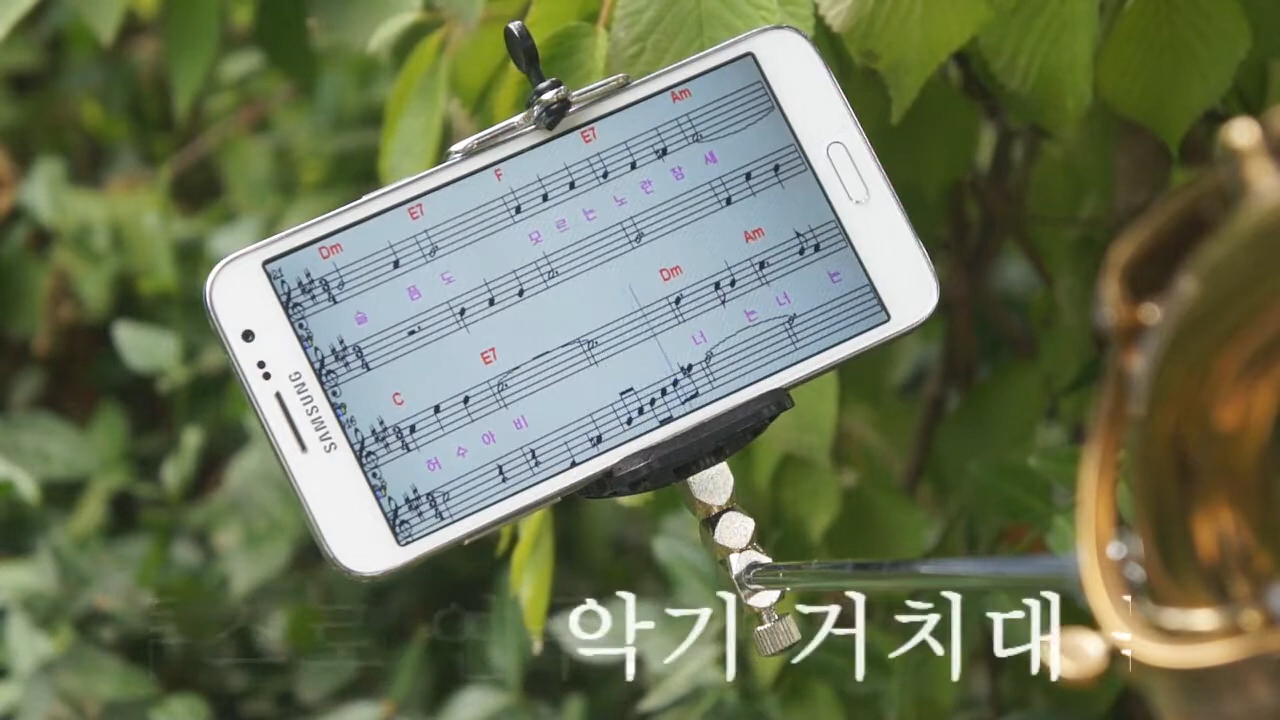 Dm E7 F E7 Am
슬 픔 도 모 르 는 노 란 참 새
C E7 Dm Am
허 수 아 비 너 는 너 는
SAMSUNG
악기 거치대